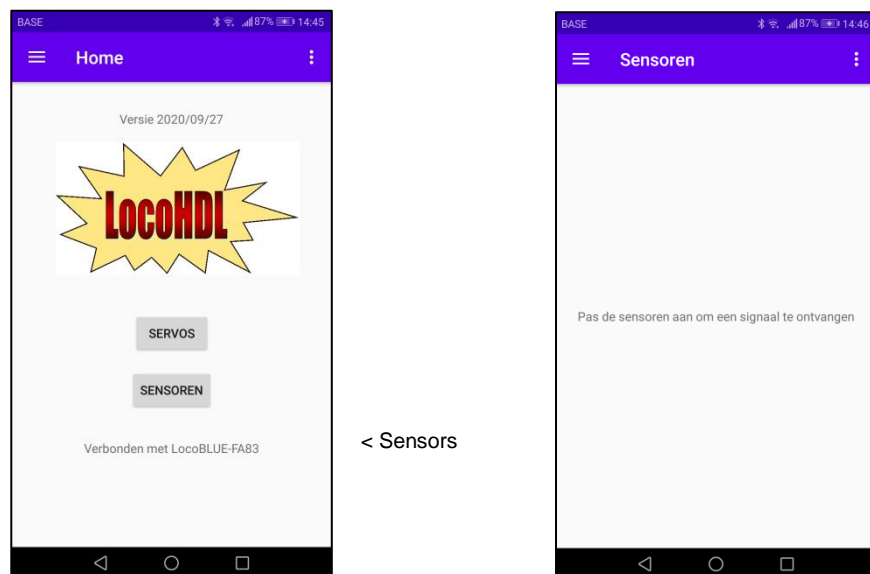 BASE 87% 14:45
Home
Versie 2020/09/27
LOCOHDL
SERVOS
SENSOREN
Verbonden met LocoBLUE-FA83
< Sensors
BASE 87% 14:46
Sensoren
Pas de sensoren aan om een signaal te ontvangen